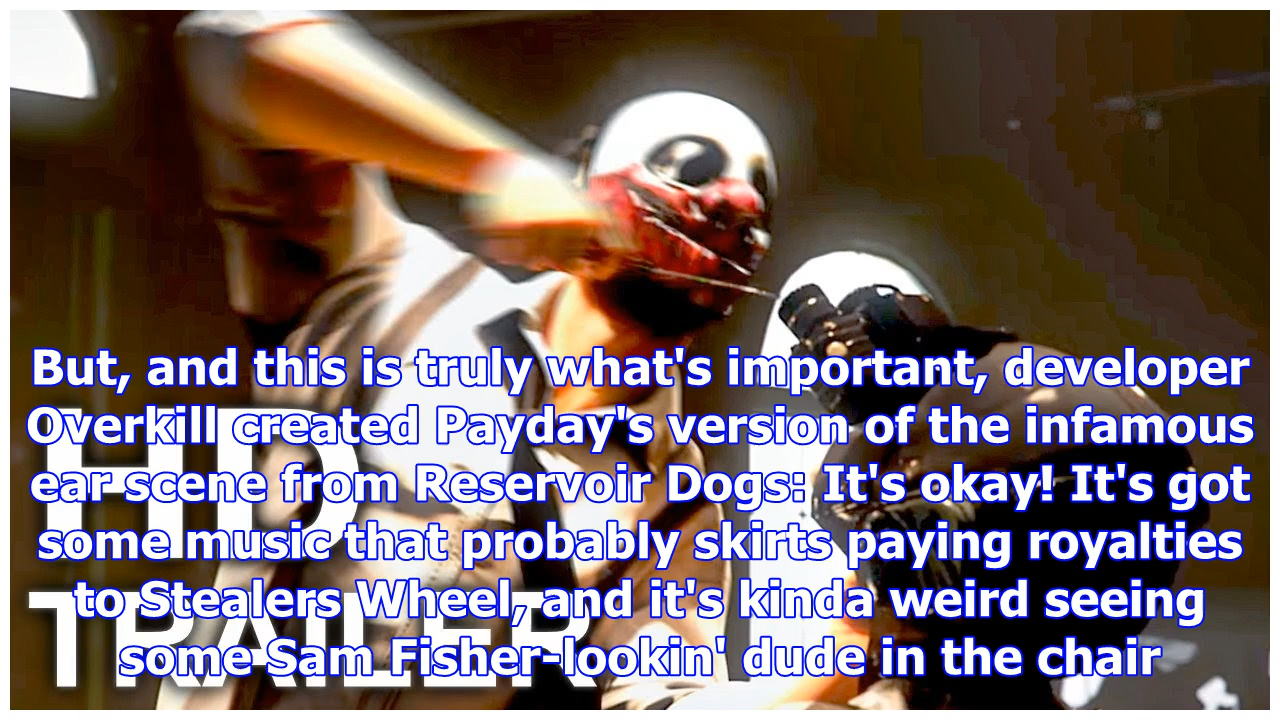 But, and this is truly what's important, developer
Overkill created Payday's version of the infamous
ear scene from Reservoir Dogs: It's okay! It's got
some music that probably skirts paying royalties
to Stealers Wheel, and it's kinda weird seeing
some Sam Fisher-lookin' dude in the chair
HD
TRAILER